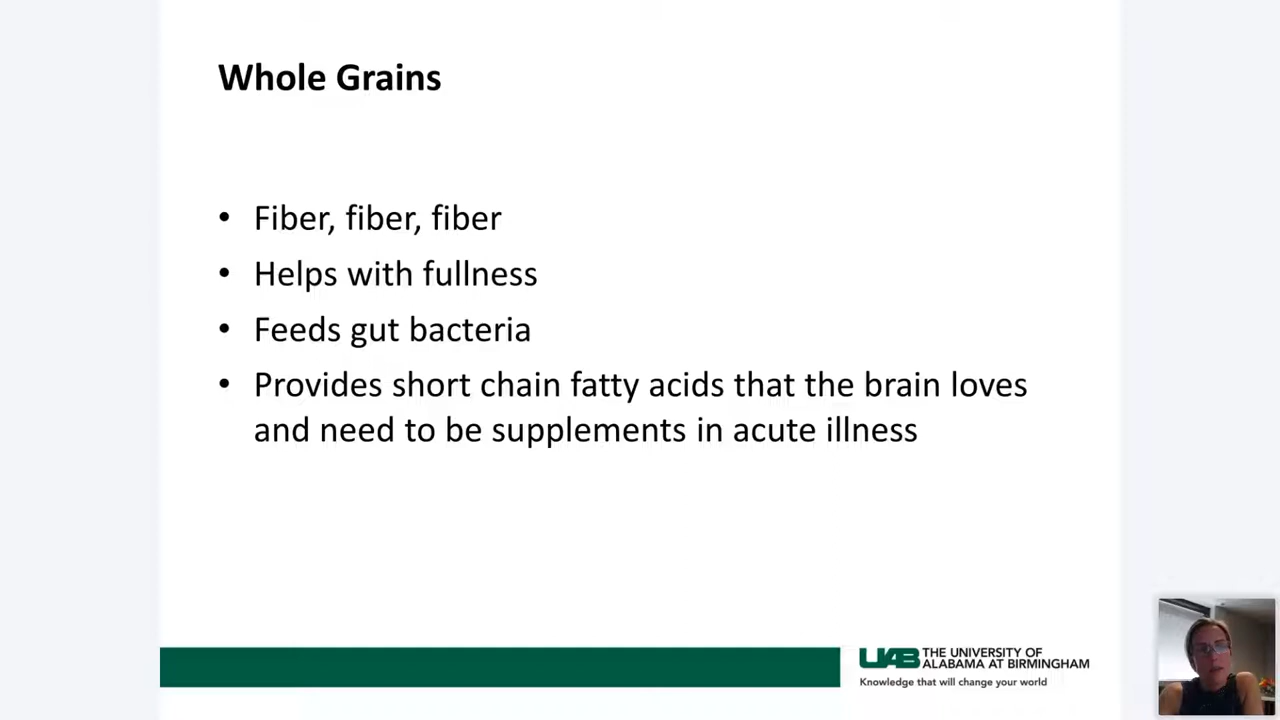 Whole Grains
• Fiber, fiber, fiber
• Helps with fullness
• Feeds gut bacteria
• Provides short chain fatty acids that the brain loves
and need to be supplements in acute illness
UAB THE UNIVERSITY OF
ALABAMA AT BIRMINGHAM
Knowledge that will change your world